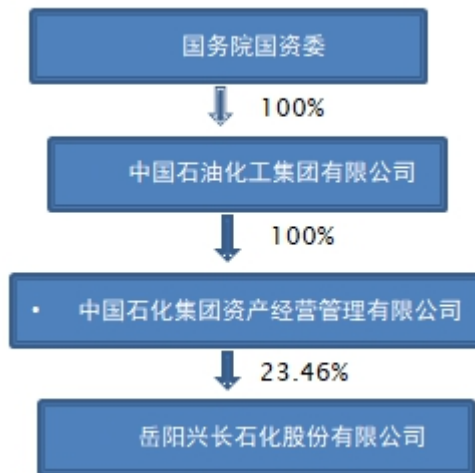 国务院国资委
100%
中国石油化工集团有限公司
100%
• 中国石化集团资产经营管理有限公司
23.46%
岳阳兴长石化股份有限公司